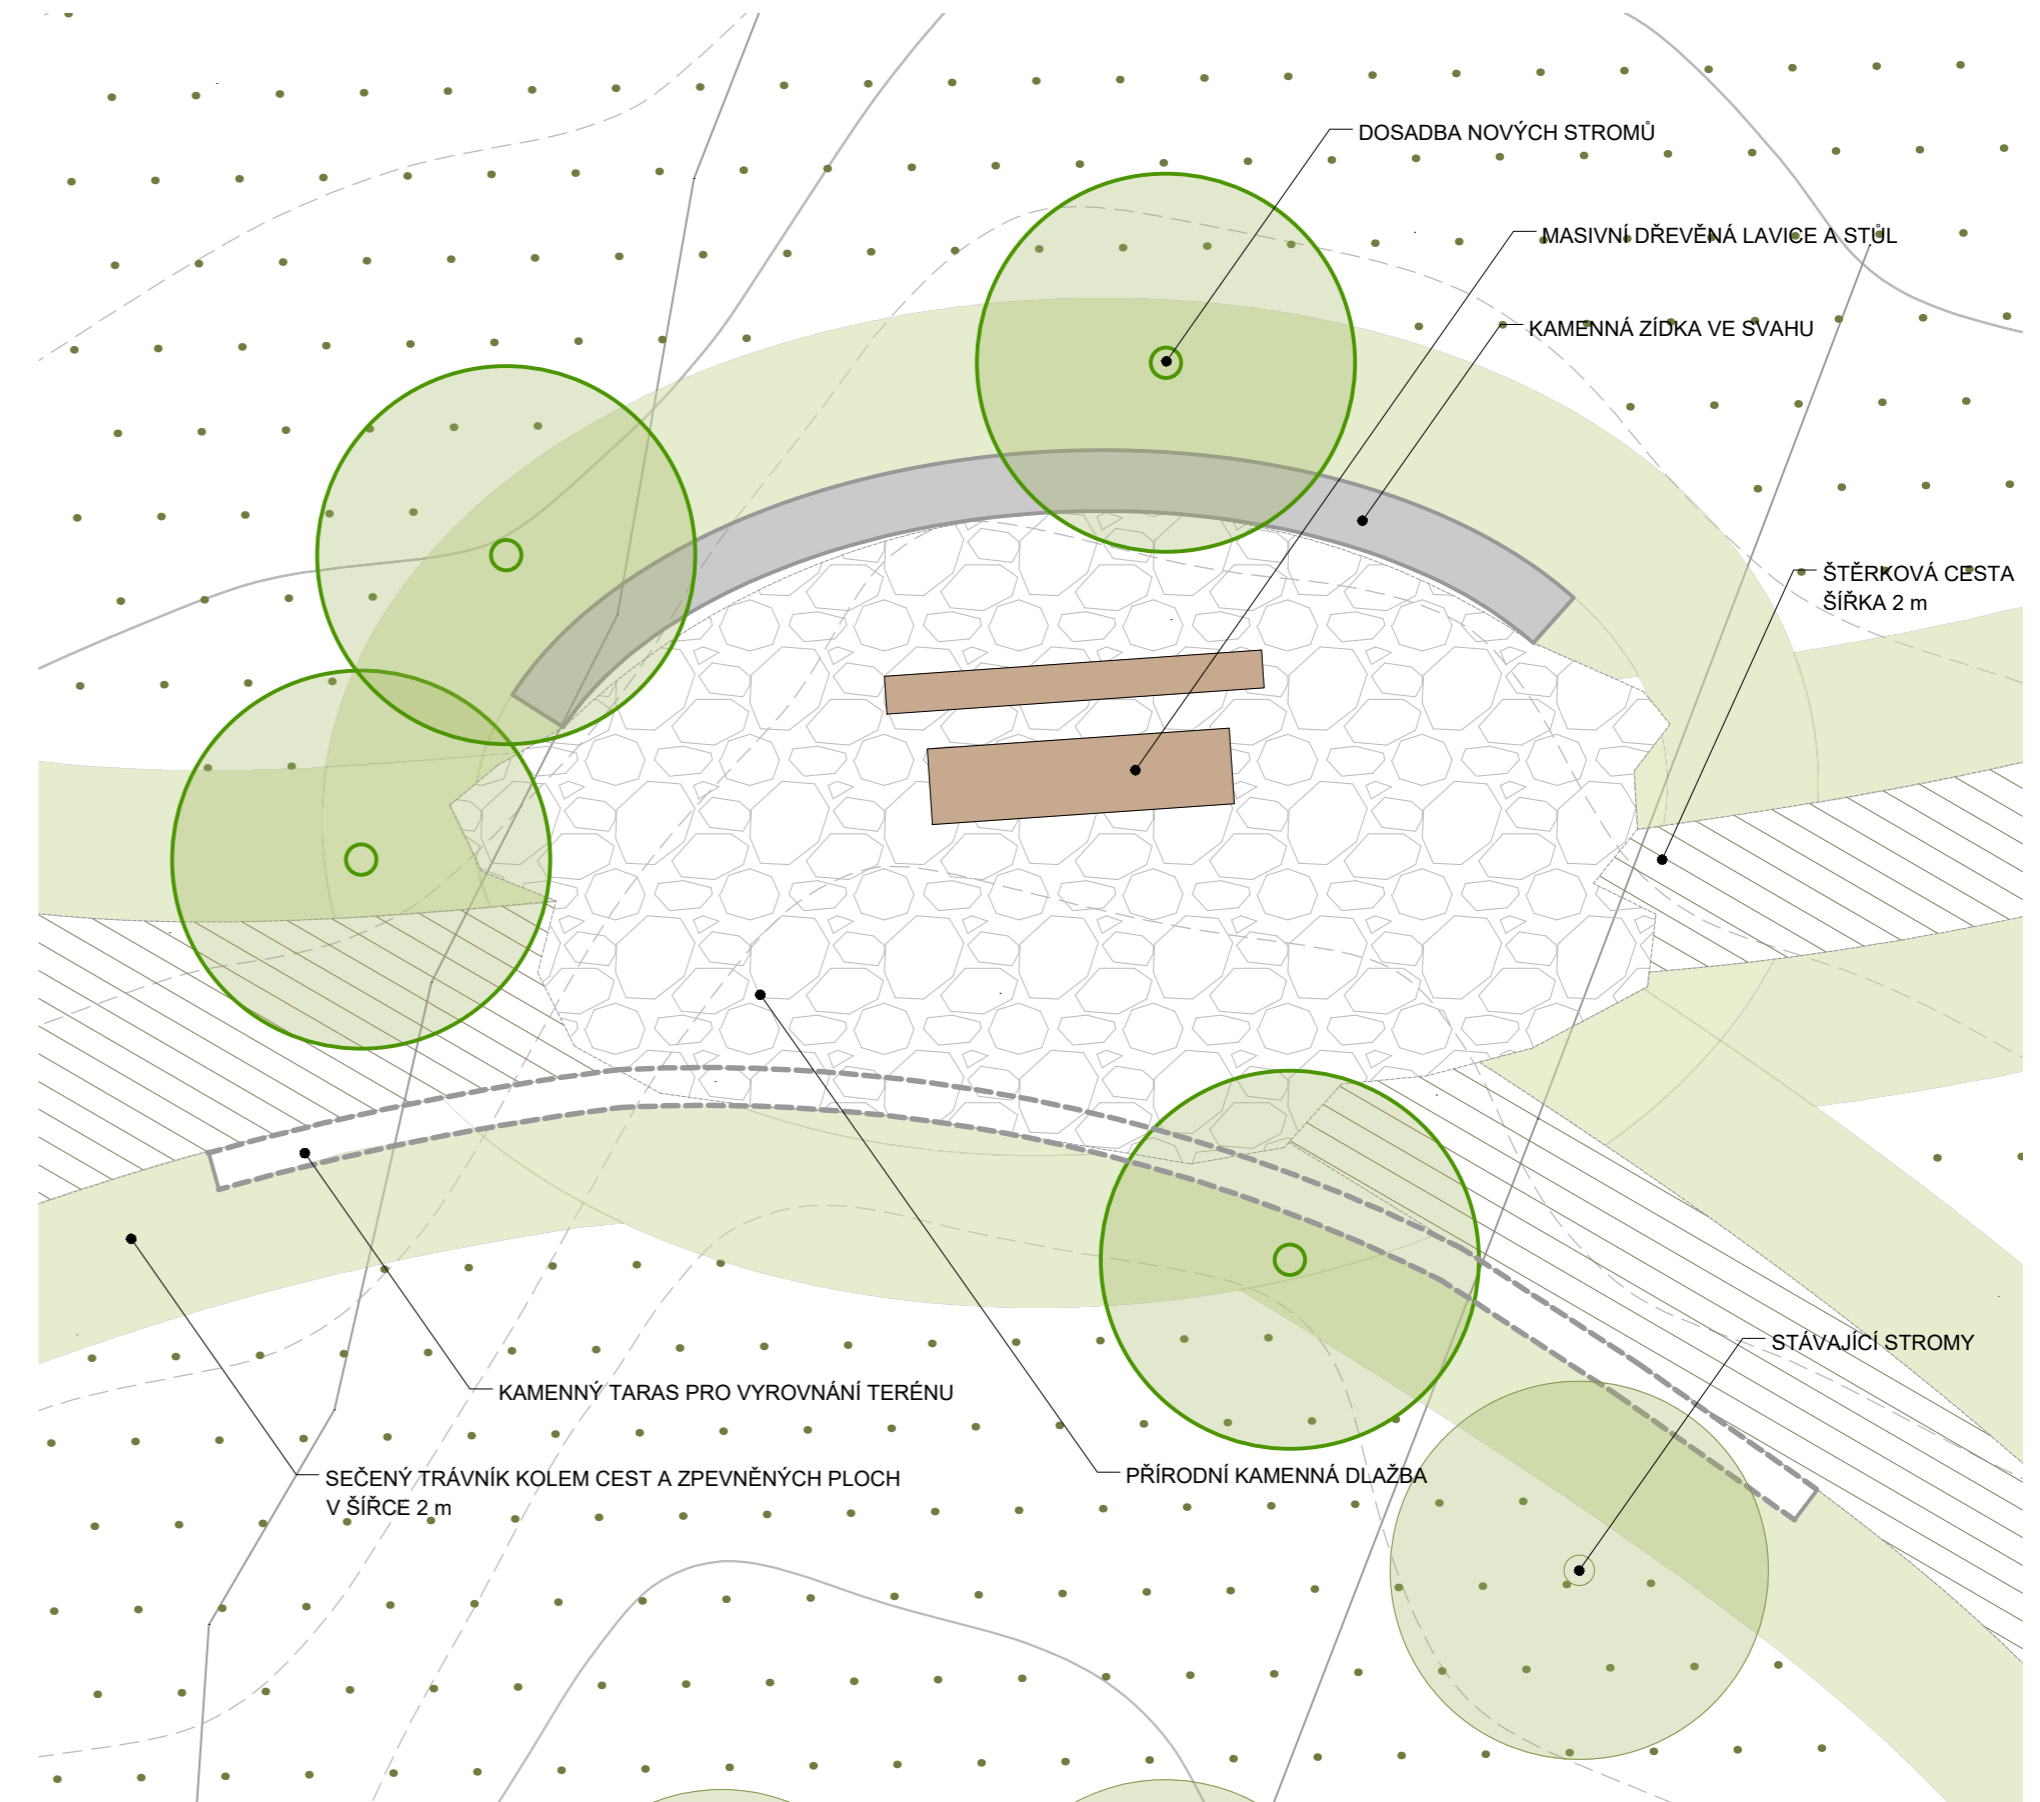 DOSADBA NOVÝCH STROMŮ
MASIVNÍ DŘEVĚNÁ LAVICE A STŮL
KAMENNÁ ZÍDKA VE SVAHU
ŠTĚRKOVÁ CESTA
ŠÍŘKA 2 m
STÁVAJÍCÍ STROMY
KAMENNÝ TARAS PRO VYROVNÁNÍ TERÉNU
PŘÍRODNÍ KAMENNÁ DLAŽBA
SEČENÝ TRÁVNÍK KOLEM CEST A ZPEVNĚNÝCH PLOCH
V ŠÍŘCE 2 m